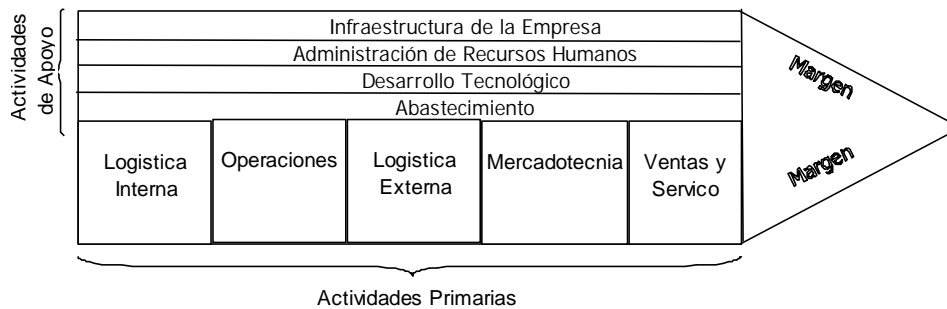 Actividades
de Apoyo
Infraestructura de la Empresa
Administración de Recursos Humanos
Desarrollo Tecnológico
Abastecimiento
Logistica
Interna
Operaciones
Logistica
Externa
Mercadotecnia
Ventas y
Servico
Margen
Margen
Actividades Primarias